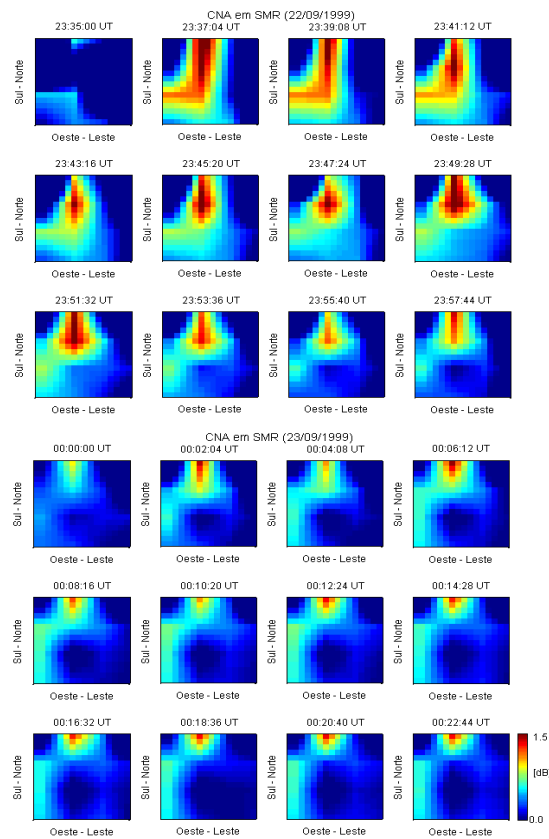 CNA em SMR (22/09/1999)
23:35:00 UT 23:37:04 UT 23:39:08 UT 23:41:12 UT
Sul - Norte Sul - Norte Sul - Norte Sul - Norte
Oeste - Leste Oeste - Leste Oeste - Leste Oeste - Leste
23:43:16 UT 23:45:20 UT 23:47:24 UT 23:49:28 UT
Sul - Norte Sul - Norte Sul - Norte Sul - Norte
Oeste - Leste Oeste - Leste Oeste - Leste Oeste - Leste
23:51:32 UT 23:53:36 UT 23:55:40 UT 23:57:44 UT
Sul - Norte Sul - Norte Sul - Norte Sul - Norte
Oeste - Leste Oeste - Leste Oeste - Leste Oeste - Leste
CNA em SMR (23/09/1999)
00:00:00 UT 00:02:04 UT 00:04:08 UT 00:06:12 UT
Sul - Norte Sul - Norte Sul - Norte Sul - Norte
Oeste - Leste Oeste - Leste Oeste - Leste Oeste - Leste
00:08:16 UT 00:10:20 UT 00:12:24 UT 00:14:28 UT
Sul - Norte Sul - Norte Sul - Norte Sul - Norte
Oeste - Leste Oeste - Leste Oeste - Leste Oeste - Leste
00:16:32 UT 00:18:36 UT 00:20:40 UT 00:22:44 UT
Sul - Norte Sul - Norte Sul - Norte Sul - Norte
1.5
[dB
0.0
Oeste - Leste Oeste - Leste Oeste - Leste Oeste - Leste